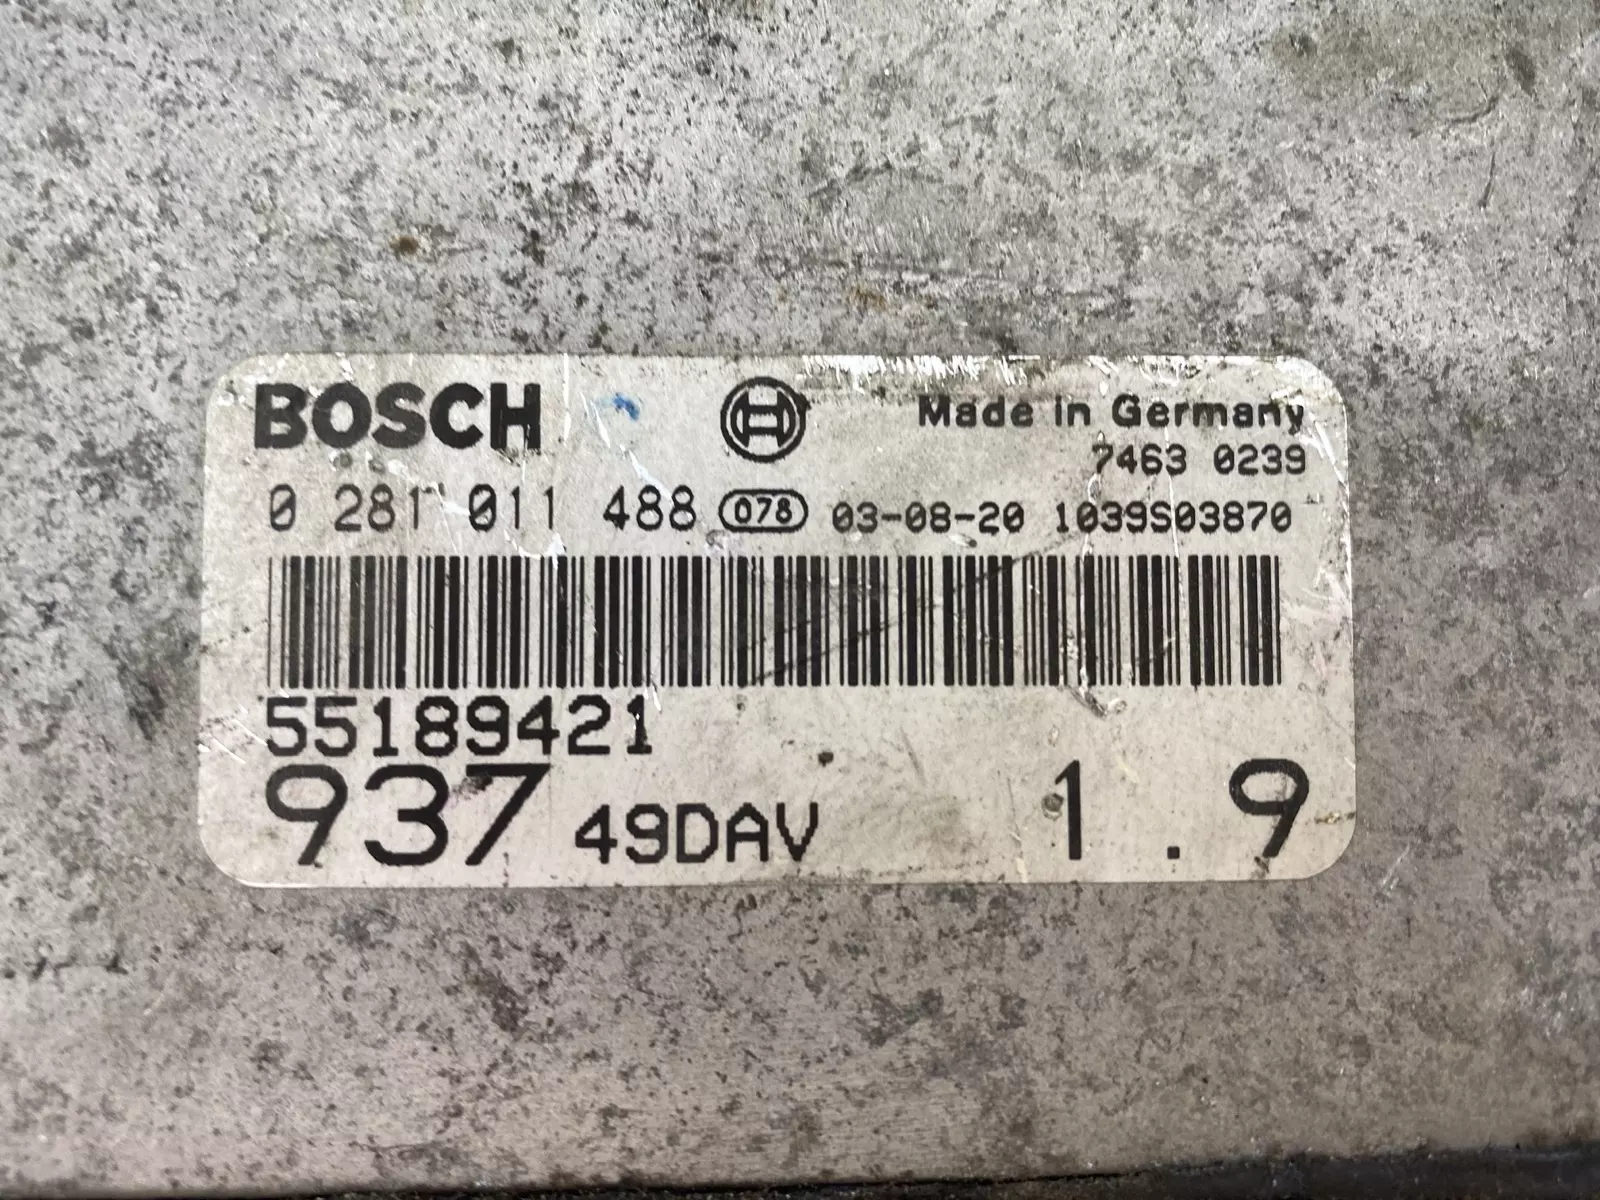 BOSCH Made in Germany
7463 0239
0 281 011 488 078 03-08-20 1039S03870
55189421
937 49DAV 1.9